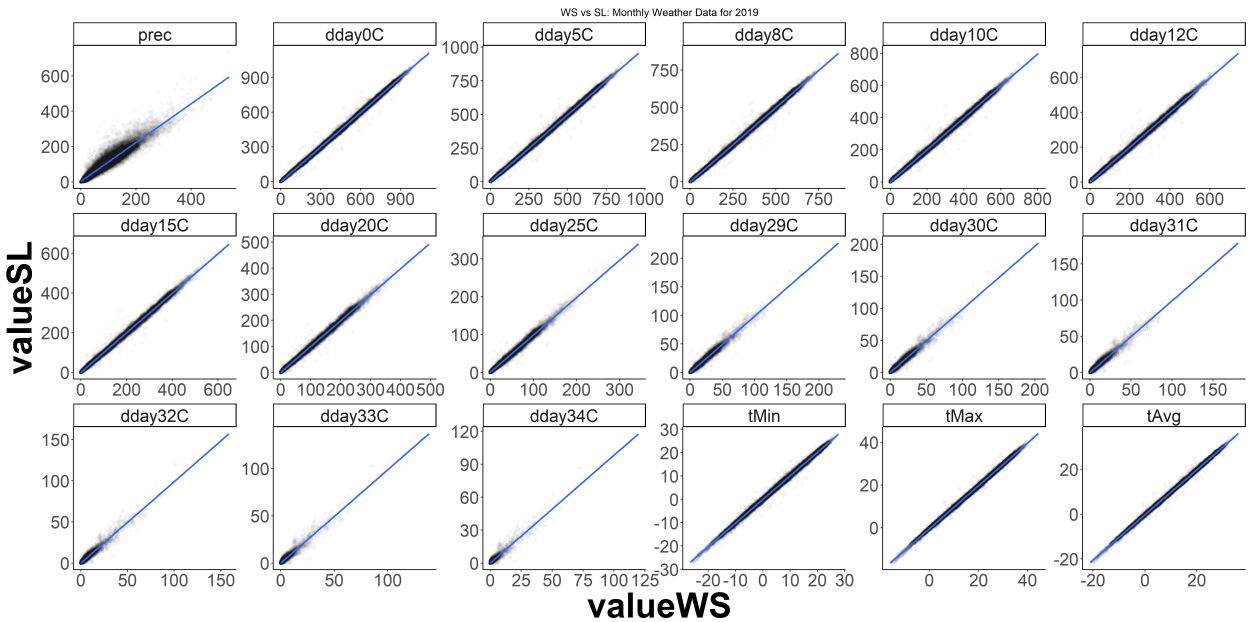 WS vs SL: Monthly Weather Data for 2019
prec dday0C dday5C dday8C dday10C dday12C
600 400 200 0
900 600 300 0
1000 750 500 250 0
750 500 250 0
800 600 400 200 0
600 400 200 0
0 200 400
0 300 600 900
0 250 500 750 1000
0 250 500 750
0 200 400 600 800
0 200 400 600
dday15C dday20C dday25C dday29C dday30C dday31C
600 400 200 0
500 400 300 200 100 0
300 200 100 0
200 150 100 50 0
200 150 100 50 0
150 100 50 0
0 200 400 600
0 100 200 300 400 500
0 100 200 300
0 50 100 150 200
0 50 100 150 200
0 50 100 150
dday32C dday33C dday34C tMin tMax tAvg
150 100 50 0
100 50 0
120 90 60 30 0
30 20 10 0 -10 -20 -30
40 20 0
20 0 -20
0 50 100 150
0 50 100
0 25 50 75 100 125
-20 -10 0 10 20 30
0 20 40
-20 0 20
valueSL
valueWS